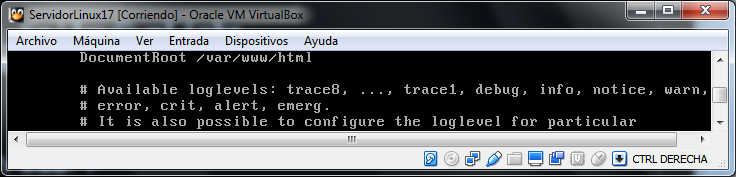 ServidorLinux17 [Corriendo] - Oracle VM VirtualBox
Archivo Máquina Ver Entrada Dispositivos Ayuda
DocumentRoot /var/www/html
# Available loglevels: trace8, ..., trace1, debug, info, notice, warn,
# error, crit, alert, emerg.
# It is also possible to configure the loglevel for particular
CTRL DERECHA